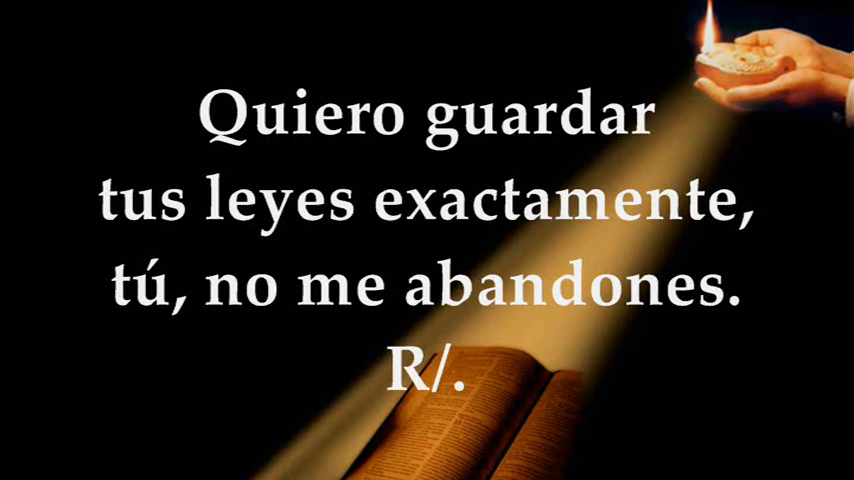 Quiero guardar
tus leyes exactamente,
tú, no me abandones.
R/.